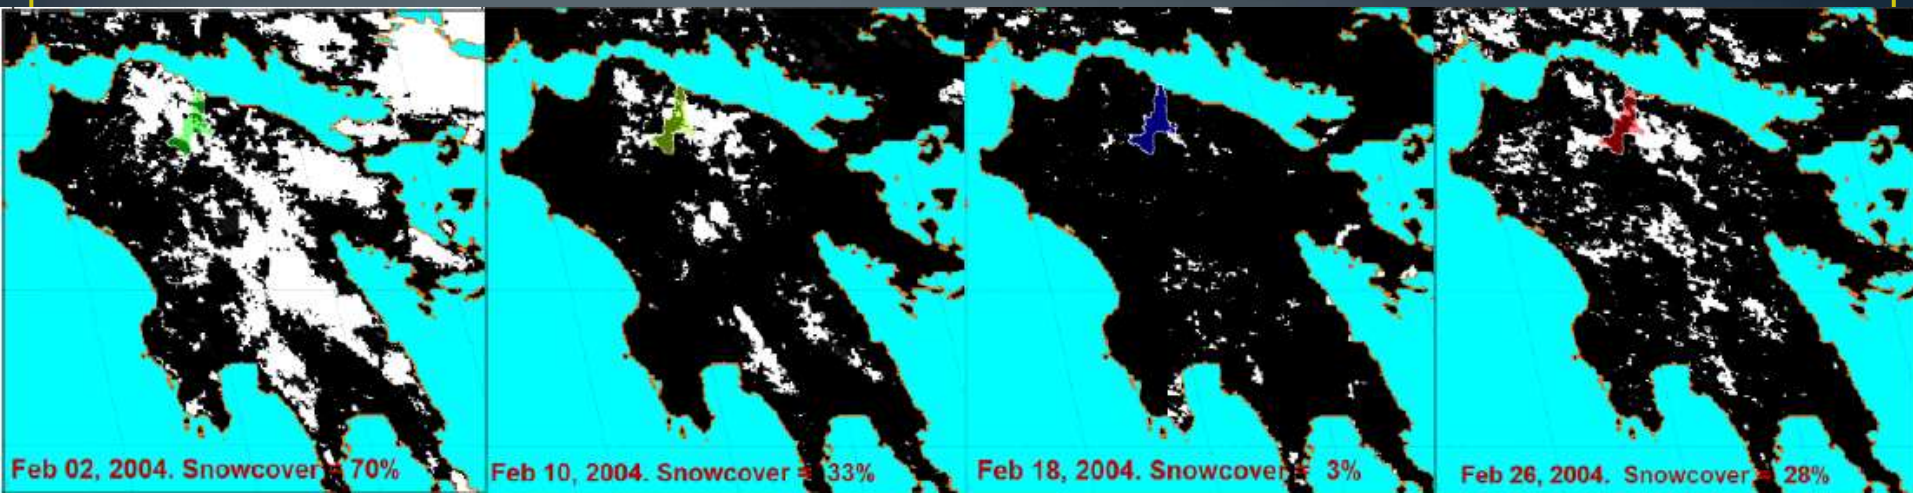 Feb 02, 2004. Snowcover = 70%
Feb 10, 2004. Snowcover = 33%
Feb 18, 2004. Snowcover = 3%
Feb 26, 2004. Snowcover = 28%